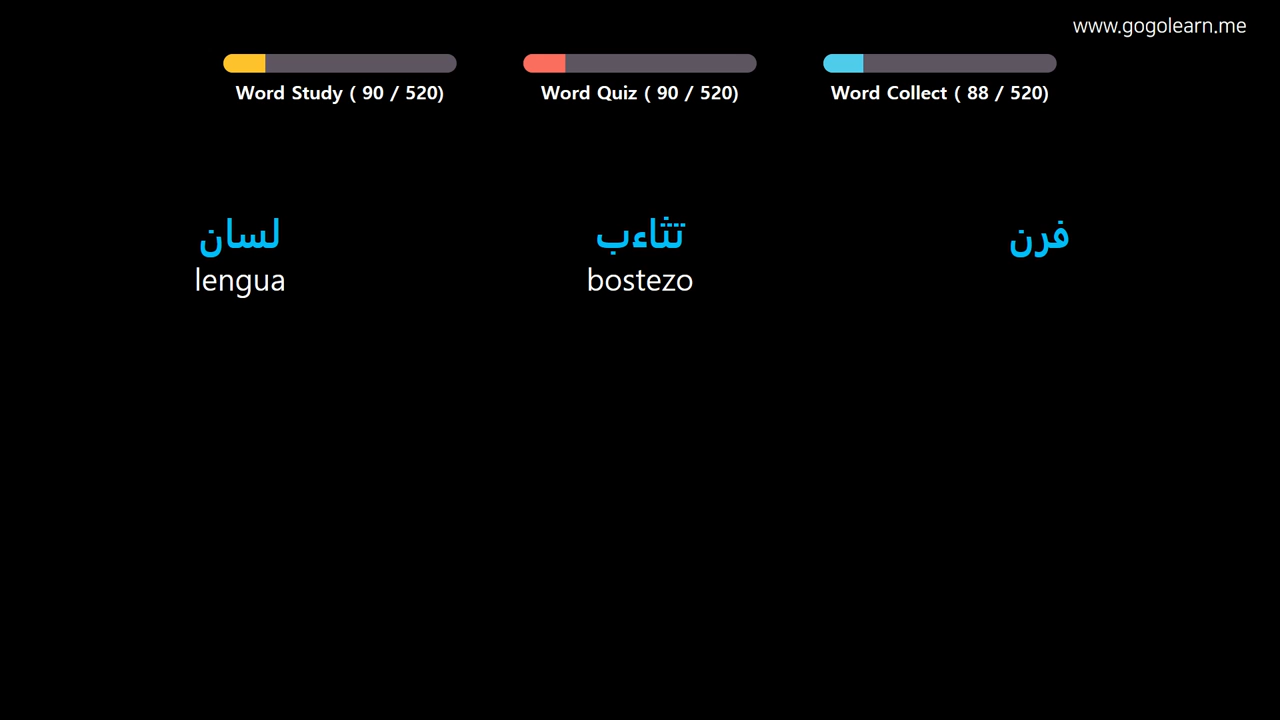 www.gogolearn.me
Word Study ( 90 / 520)
Word Quiz ( 90 / 520)
Word Collect ( 88 / 520)
لسان
lengua
تثاءب
bostezo
فرن